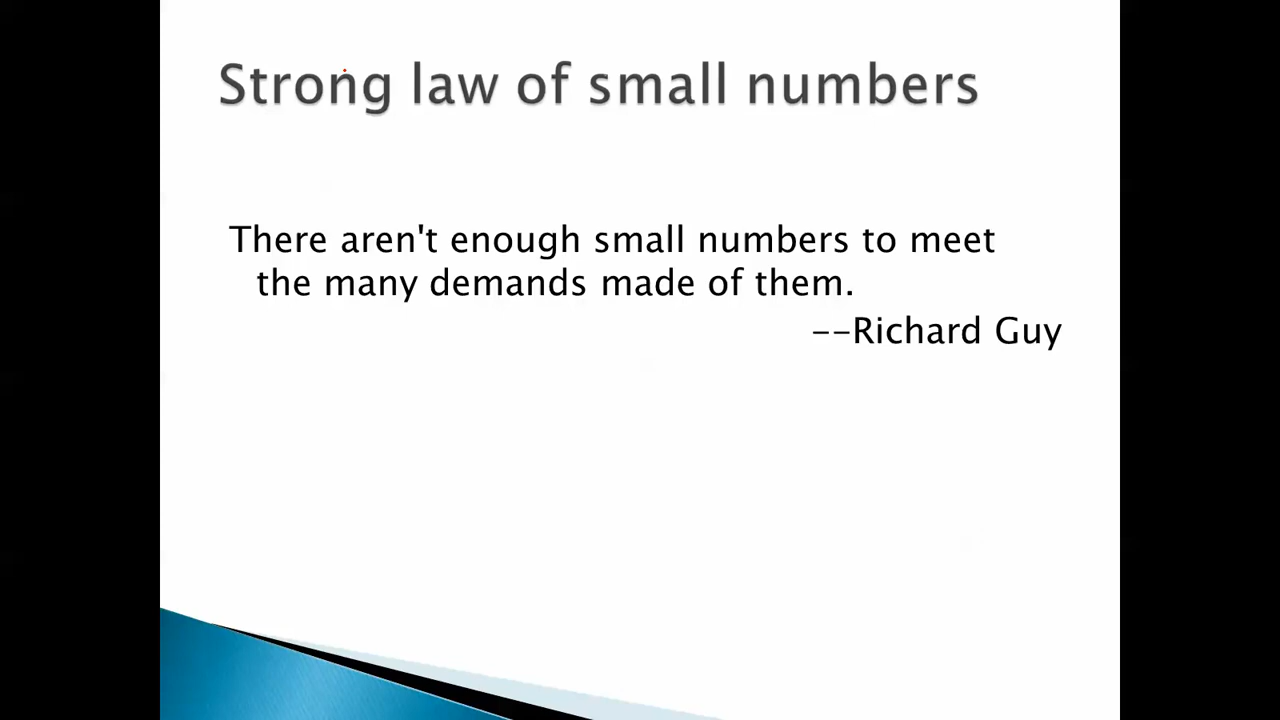 Strong law of small numbers
There aren't enough small numbers to meet
the many demands made of them.
--Richard Guy